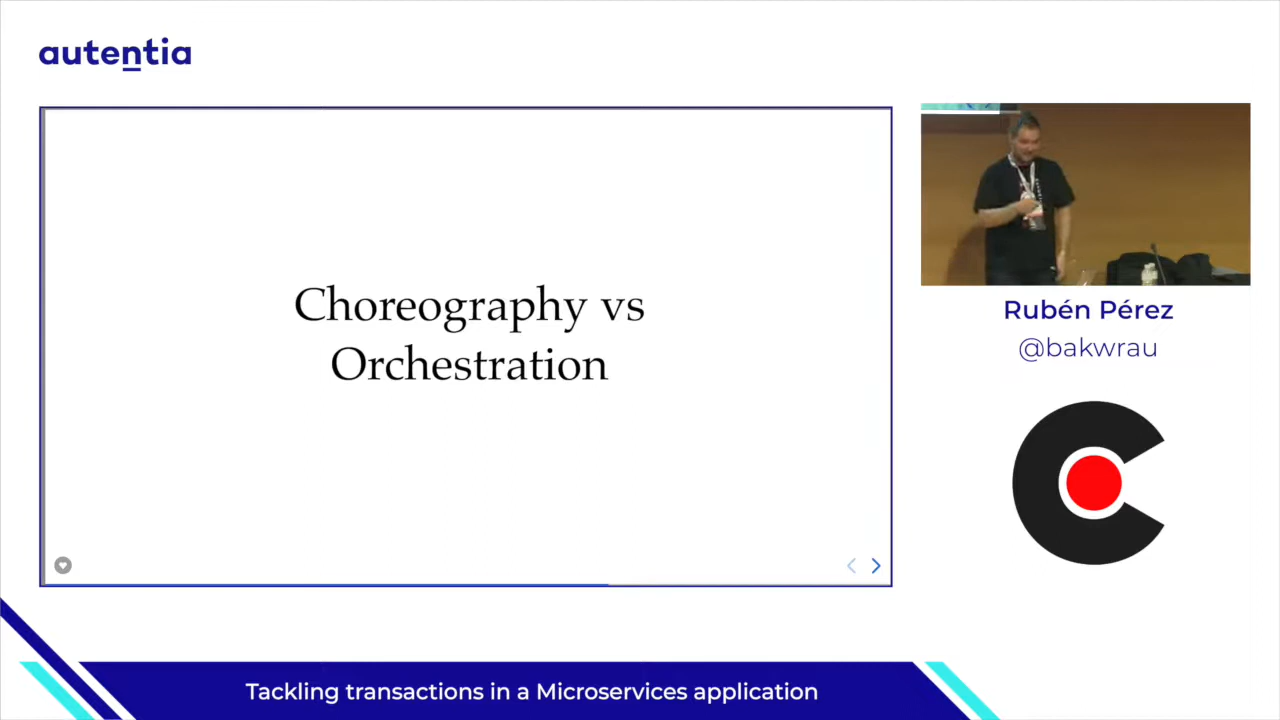 autentia
Choreography vs
Orchestration
Rubén Pérez
@bakwrau
Tackling transactions in a Microservices application